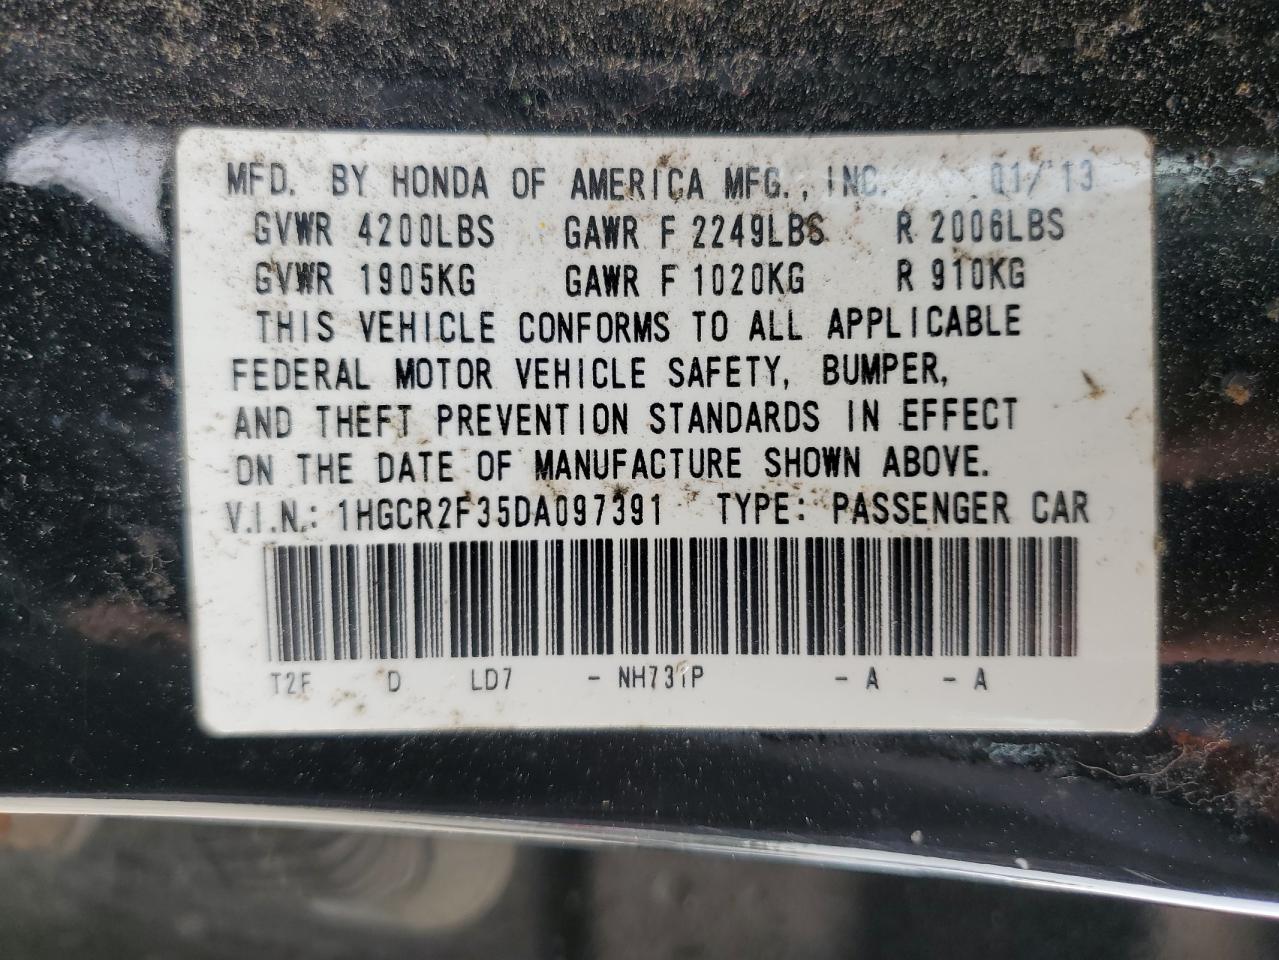 MFD. BY HONDA OF AMERICA MFG., INC. 01/13
GVWR 4200LBS GAWR F 2249LBS R 2006LBS
GVWR 1905KG GAWR F 1020KG R 910KG
THIS VEHICLE CONFORMS TO ALL APPLICABLE
FEDERAL MOTOR VEHICLE SAFETY, BUMPER,
AND THEFT PREVENTION STANDARDS IN EFFECT
ON THE DATE OF MANUFACTURE SHOWN ABOVE.
V.I.N.: 1HGCR2F35DA097391 TYPE: PASSENGER CAR
T2F D LD7 - NH731P - A - A